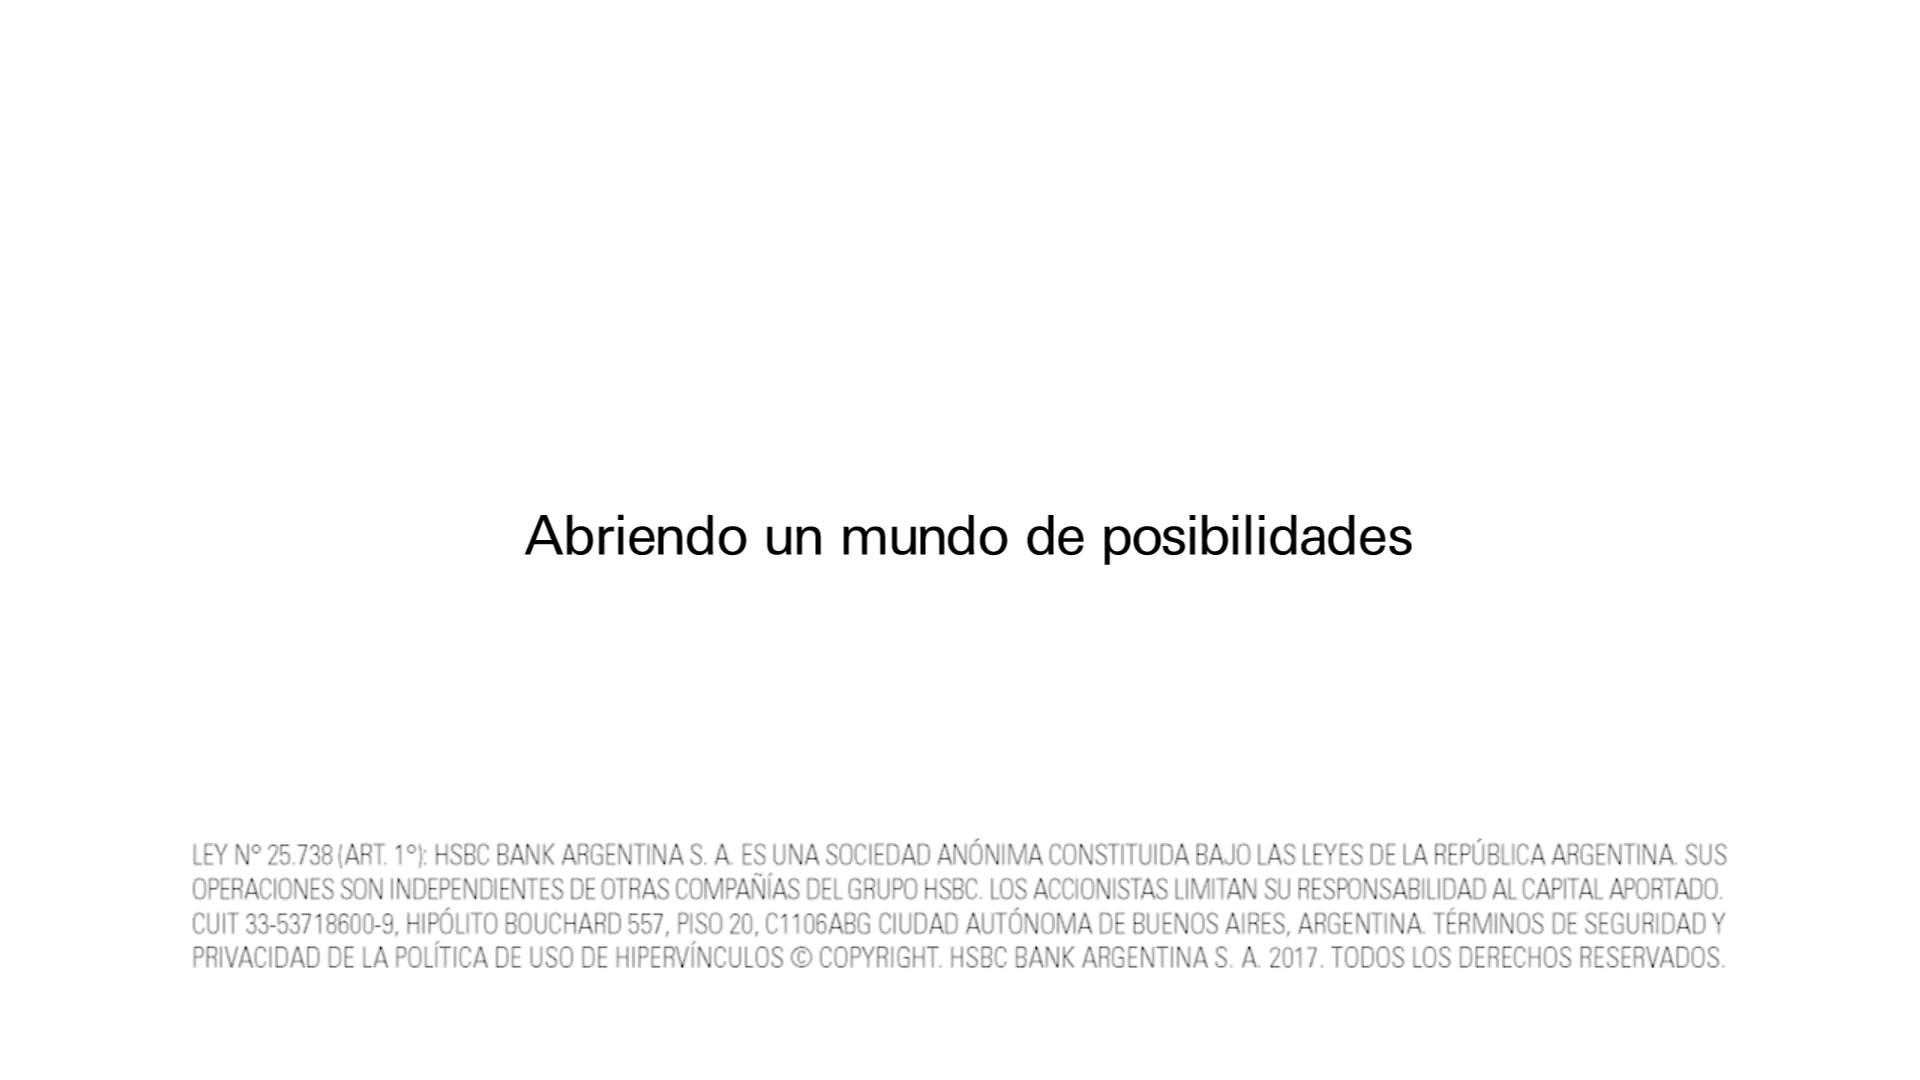 Abriendo un mundo de posibilidades
LEY N° 25.738 (ART. 1°): HSBC BANK ARGENTINA S. A. ES UNA SOCIEDAD ANÓNIMA CONSTITUIDA BAJO LAS LEYES DE LA REPÚBLICA ARGENTINA. SUS
OPERACIONES SON INDEPENDIENTES DE OTRAS COMPAÑÍAS DEL GRUPO HSBC. LOS ACCIONISTAS LIMITAN SU RESPONSABILIDAD AL CAPITAL APORTADO.
CUIT 33-53718600-9, HIPÓLITO BOUCHARD 557, PISO 20, C1106ABG CIUDAD AUTÓNOMA DE BUENOS AIRES, ARGENTINA. TÉRMINOS DE SEGURIDAD Y
PRIVACIDAD DE LA POLÍTICA DE USO DE HIPERVÍNCULOS © COPYRIGHT. HSBC BANK ARGENTINA S. A. 2017. TODOS LOS DERECHOS RESERVADOS.